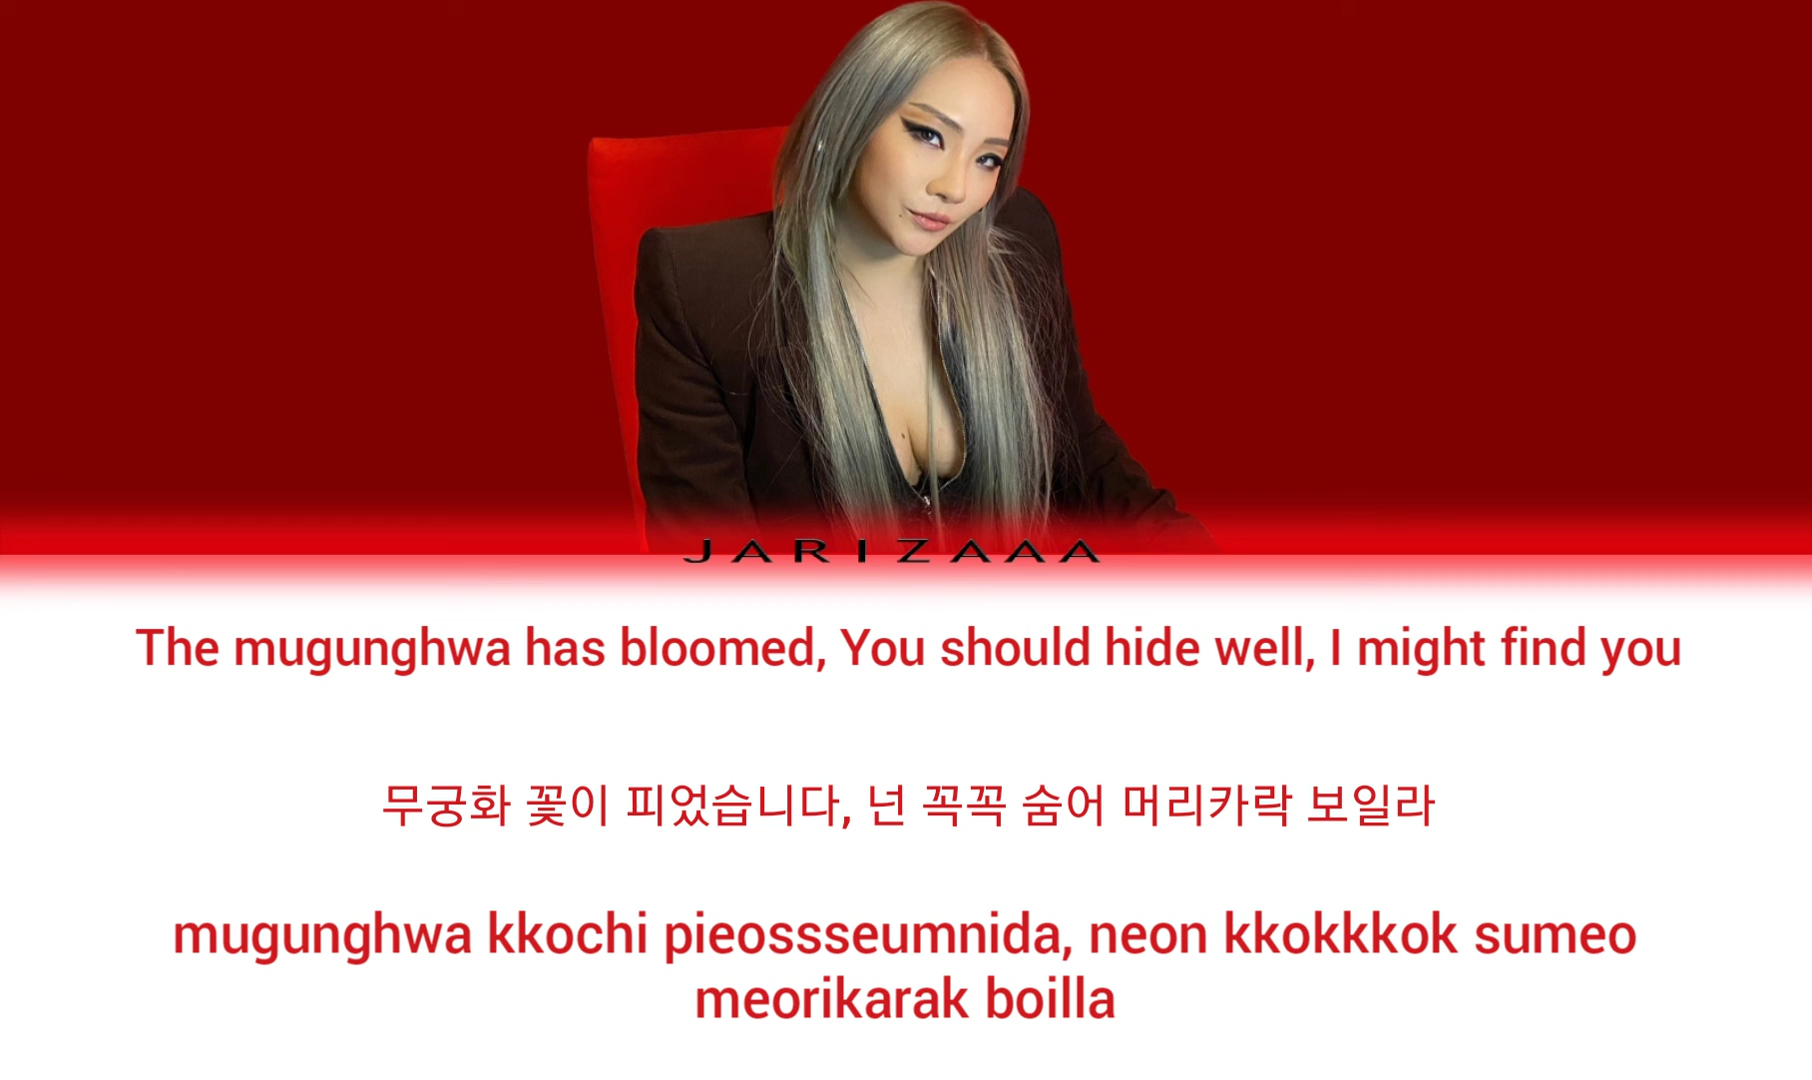 JARIZAAA
The mugunghwa has bloomed, You should hide well, I might find you
무궁화 꽃이 피었습니다, 넌 꼭꼭 숨어 머리카락 보일라
mugunghwa kkochi pieossseumnida, neon kkokkkok sumeo
meorikarak boilla